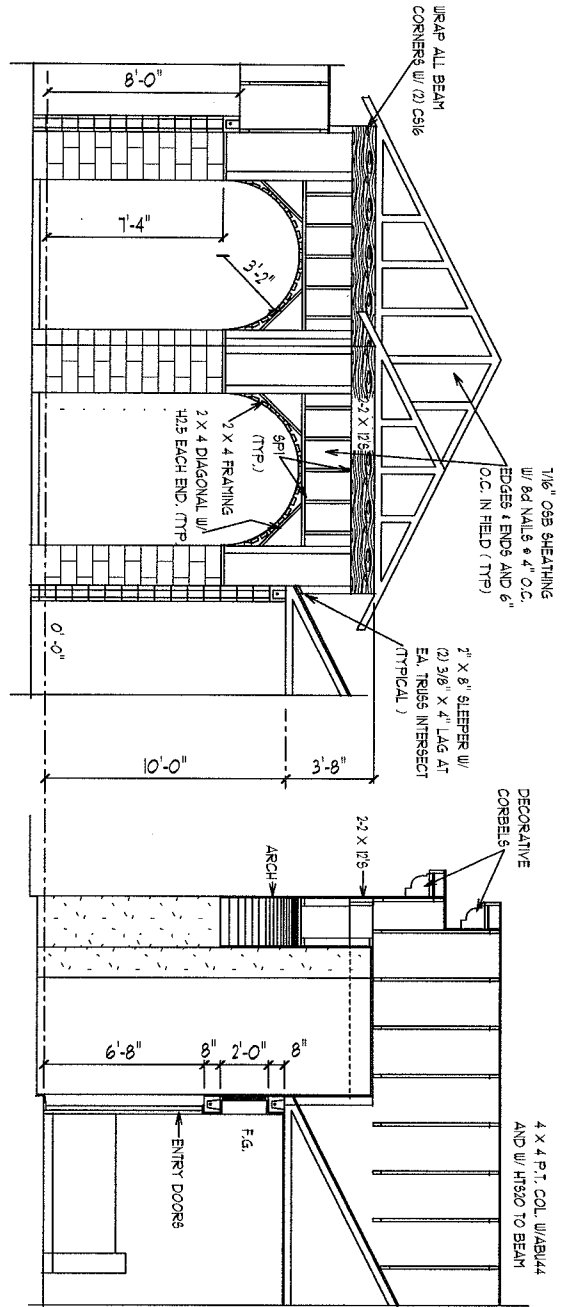 WRAP ALL BEAM
CORNERS W/ (2) CS16
7/16" OSB SHEATHING
W/ 8d NAILS @ 4" O.C.
EDGES & ENDS AND 6"
O.C. IN FIELD (TYP)
8'-0"
7'-4"
3'-2"
2-2 X 12'S
SP1
(TYP.)
2 X 4 FRAMING
2 X 4 DIAGONAL W/
H2.5 EACH END. (TYP.
0'-0"
2" X 8" SLEEPER W/
(2) 3/8" X 4" LAG AT
EA. TRUSS INTERSECT
(TYPICAL )
10'-0"
3'-8"
DECORATIVE
CORBELS
2-2 X 12'S
ARCH
6'-8"
8"
2'-0"
8"
F.G.
ENTRY DOORS
4 X 4 P.T. COL. W/ABU44
AND W/ HTS20 TO BEAM